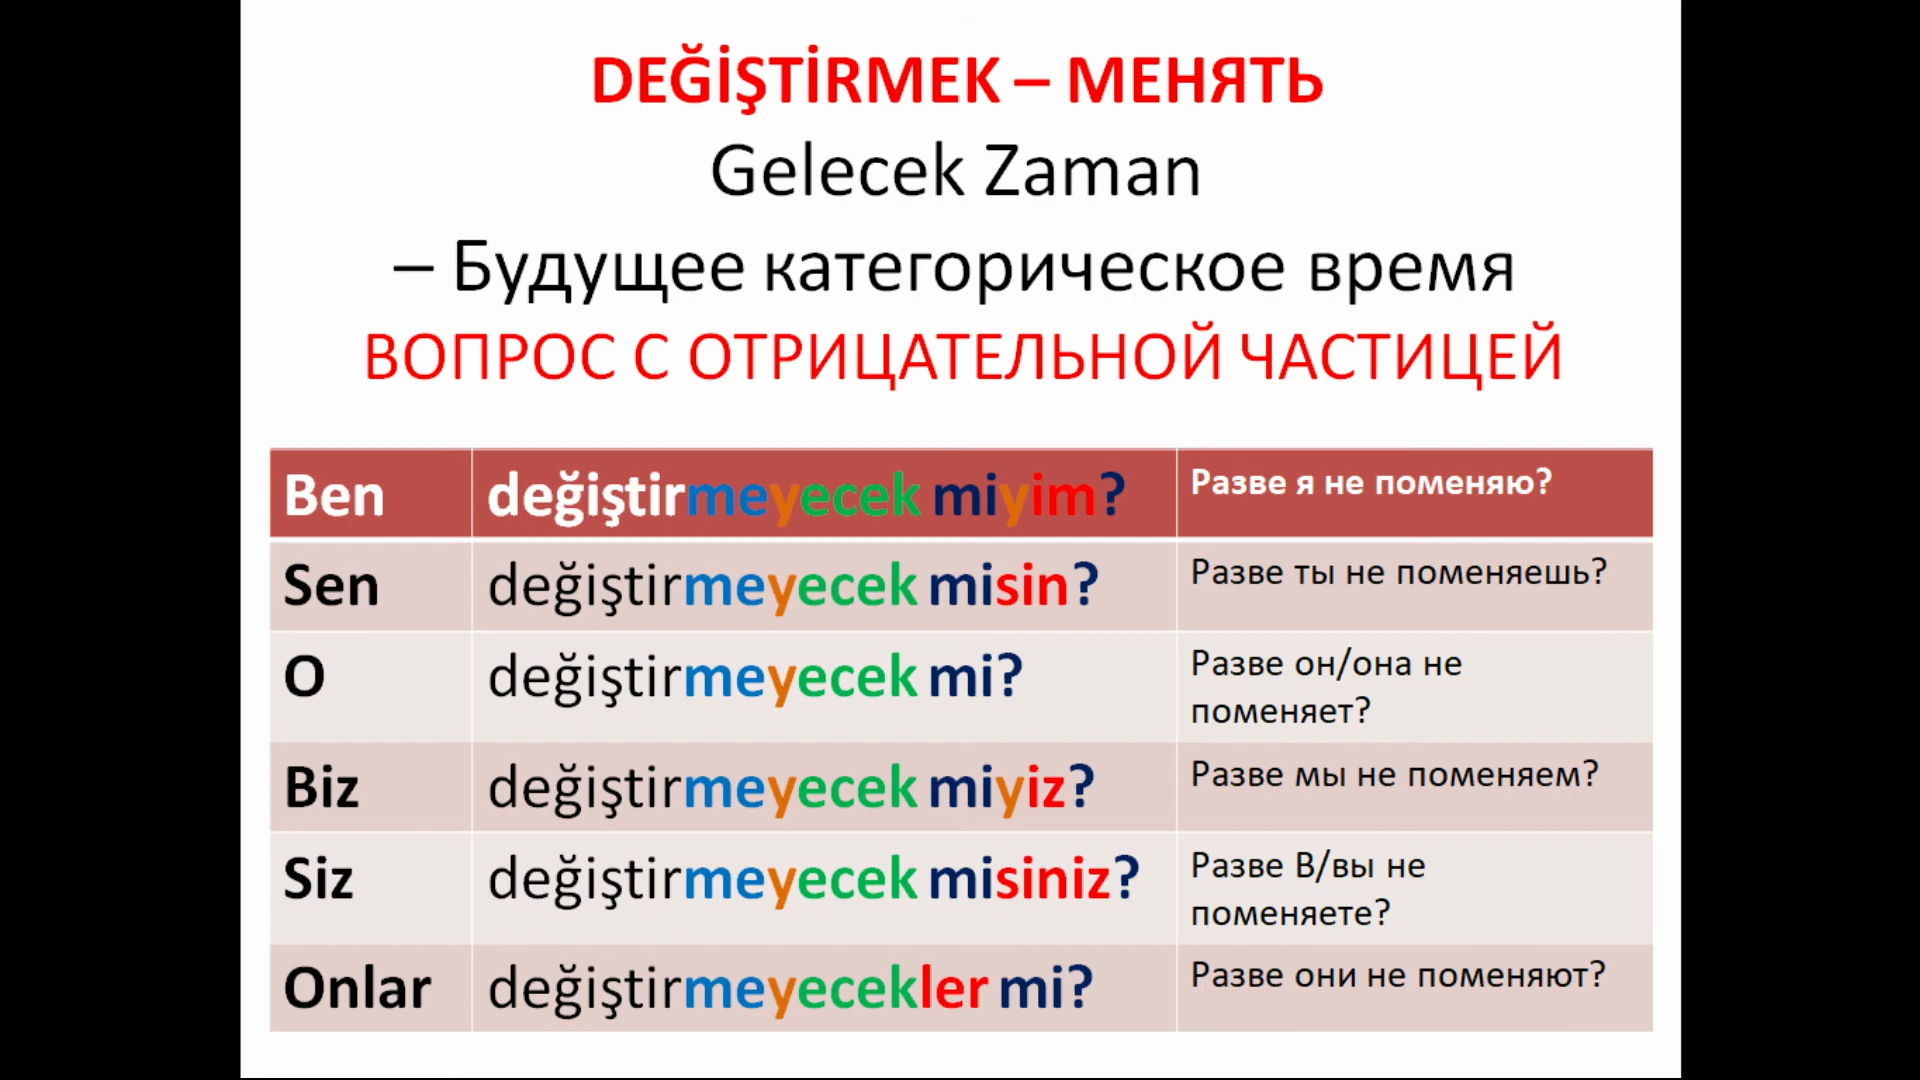 DEĞİŞTİRMEK – МЕНЯТЬ
Gelecek Zaman
– Будущее категорическое время
ВОПРОС С ОТРИЦАТЕЛЬНОЙ ЧАСТИЦЕЙ
Ben değiştirmeyecek miyim? Разве я не поменяю?
Sen değiştirmeyecek misin? Разве ты не поменяешь?
O değiştirmeyecek mi? Разве он/она не
поменяет?
Biz değiştirmeyecek miyiz? Разве мы не поменяем?
Siz değiştirmeyecek misiniz? Разве В/вы не
поменяете?
Onlar değiştirmeyecekler mi? Разве они не поменяют?